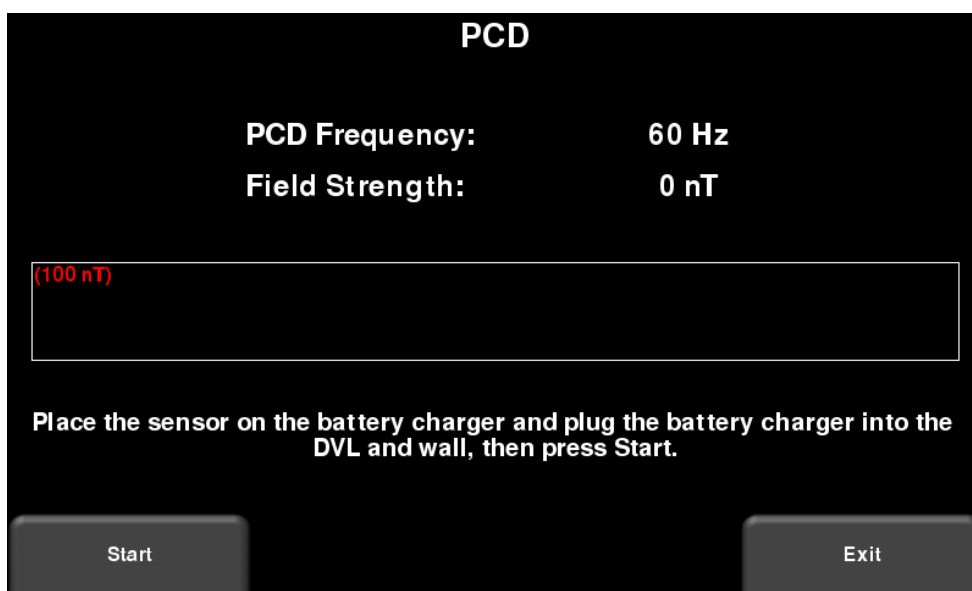 PCD
PCD Frequency: 60 Hz
Field Strength: 0 nT
(100 nT)
Place the sensor on the battery charger and plug the battery charger into the
DVL and wall, then press Start.
Start Exit